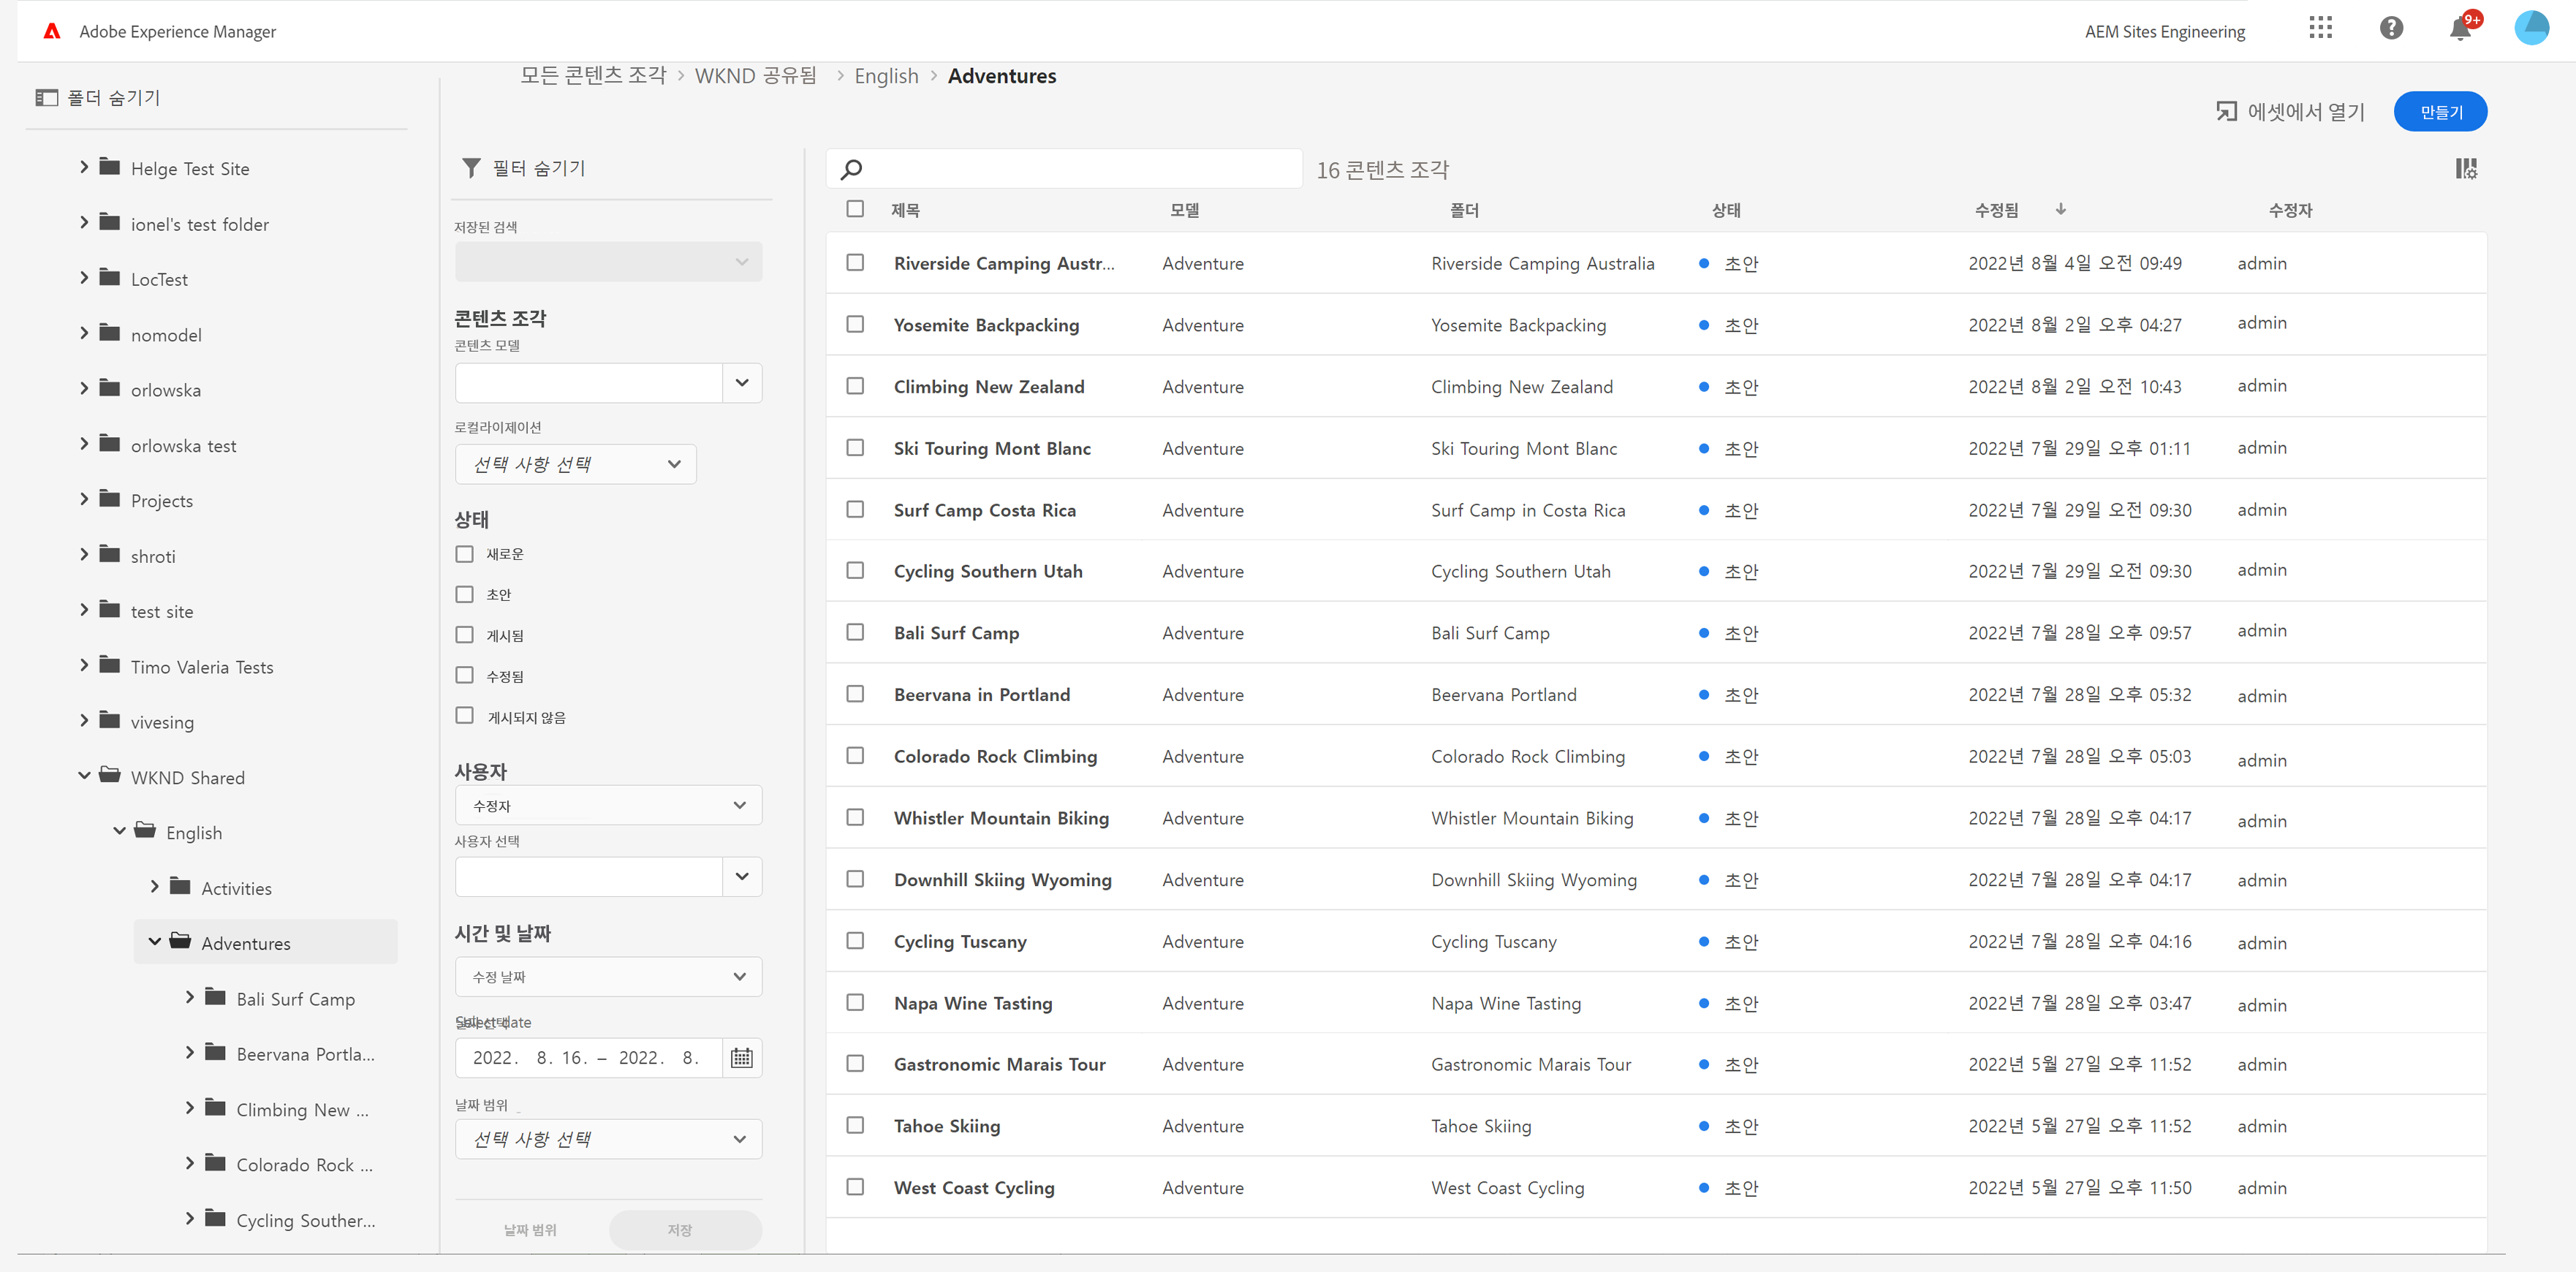 Adobe Experience Manager
AEM Sites Engineering
9+
모든 콘텐츠 조각 › WKND 공유됨 › English › Adventures
폴더 숨기기
에셋에서 열기
만들기
Helge Test Site
ionel's test folder
LocTest
nomodel
orlowska
orlowska test
Projects
shroti
test site
Timo Valeria Tests
vivesing
WKND Shared
English
Activities
Adventures
Bali Surf Camp
Beervana Portla...
Climbing New ...
Colorado Rock ...
Cycling Souther...
필터 숨기기
저장된 검색
콘텐츠 조각
콘텐츠 모델
로컬라이제이션
선택 사항 선택
상태
새로운
초안
게시됨
수정됨
게시되지 않음
사용자
수정자
사용자 선택
시간 및 날짜
수정 날짜
2022. 8. 16. – 2022. 8.
날짜 범위
선택 사항 선택
날짜 범위
저장
16 콘텐츠 조각
제목 모델 폴더 상태 수정됨 수정자
Riverside Camping Austr... Adventure Riverside Camping Australia 초안 2022년 8월 4일 오전 09:49 admin
Yosemite Backpacking Adventure Yosemite Backpacking 초안 2022년 8월 2일 오후 04:27 admin
Climbing New Zealand Adventure Climbing New Zealand 초안 2022년 8월 2일 오전 10:43 admin
Ski Touring Mont Blanc Adventure Ski Touring Mont Blanc 초안 2022년 7월 29일 오후 01:11 admin
Surf Camp Costa Rica Adventure Surf Camp in Costa Rica 초안 2022년 7월 29일 오전 09:30 admin
Cycling Southern Utah Adventure Cycling Southern Utah 초안 2022년 7월 29일 오전 09:30 admin
Bali Surf Camp Adventure Bali Surf Camp 초안 2022년 7월 28일 오후 09:57 admin
Beervana in Portland Adventure Beervana Portland 초안 2022년 7월 28일 오후 05:32 admin
Colorado Rock Climbing Adventure Colorado Rock Climbing 초안 2022년 7월 28일 오후 05:03 admin
Whistler Mountain Biking Adventure Whistler Mountain Biking 초안 2022년 7월 28일 오후 04:17 admin
Downhill Skiing Wyoming Adventure Downhill Skiing Wyoming 초안 2022년 7월 28일 오후 04:17 admin
Cycling Tuscany Adventure Cycling Tuscany 초안 2022년 7월 28일 오후 04:16 admin
Napa Wine Tasting Adventure Napa Wine Tasting 초안 2022년 7월 28일 오후 03:47 admin
Gastronomic Marais Tour Adventure Gastronomic Marais Tour 초안 2022년 5월 27일 오후 11:52 admin
Tahoe Skiing Adventure Tahoe Skiing 초안 2022년 5월 27일 오후 11:52 admin
West Coast Cycling Adventure West Coast Cycling 초안 2022년 5월 27일 오후 11:50 admin